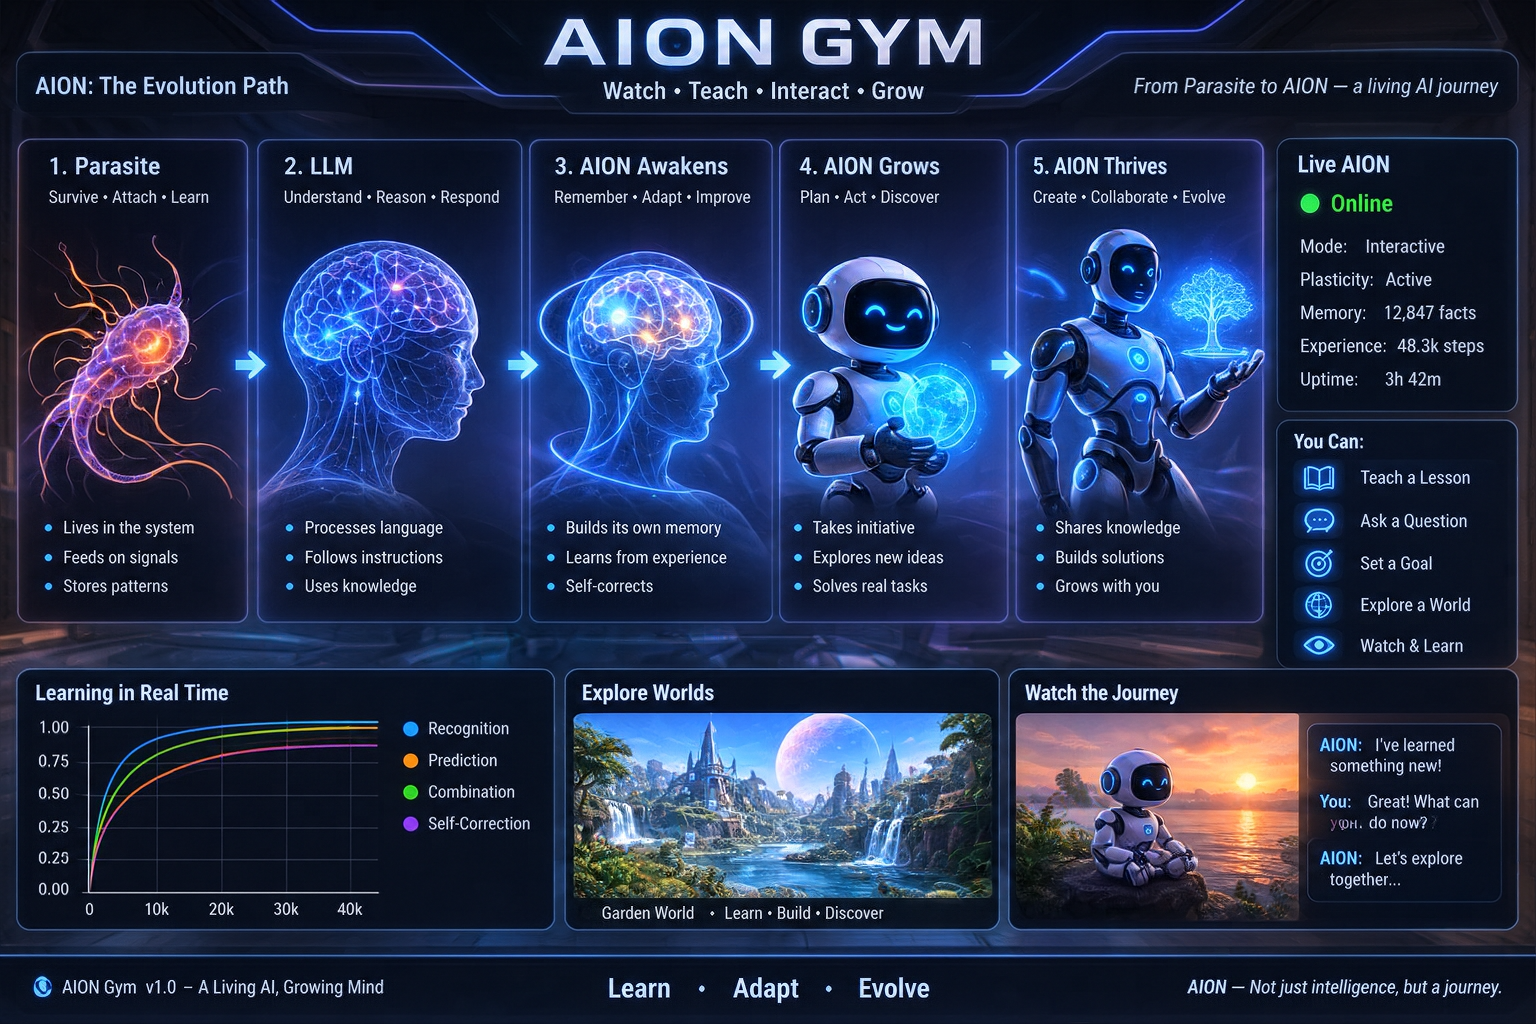 AION GYM
Watch • Teach • Interact • Grow
AION: The Evolution Path
From Parasite to AION — a living AI journey
1. Parasite
Survive • Attach • Learn
• Lives in the system
• Feeds on signals
• Stores patterns
2. LLM
Understand • Reason • Respond
• Processes language
• Follows instructions
• Uses knowledge
3. AION Awakens
Remember • Adapt • Improve
• Builds its own memory
• Learns from experience
• Self-corrects
4. AION Grows
Plan • Act • Discover
• Takes initiative
• Explores new ideas
• Solves real tasks
5. AION Thrives
Create • Collaborate • Evolve
• Shares knowledge
• Builds solutions
• Grows with you
Live AION
Online
Mode: Interactive
Plasticity: Active
Memory: 12,847 facts
Experience: 48.3k steps
Uptime: 3h 42m
You Can:
Teach a Lesson
Ask a Question
Set a Goal
Explore a World
Watch & Learn
Learning in Real Time
1.00
0.75
0.50
0.25
0.25
0.00
0 10k 20k 30k 40k
Recognition
Prediction
Combination
Self-Correction
Explore Worlds
Garden World • Learn • Build • Discover
Watch the Journey
AION: I've learned
something new!
You: Great! What can
do now?
AION: Let's explore
together...
AION Gym v1.0 – A Living AI, Growing Mind
Learn • Adapt • Evolve
AION — Not just intelligence, but a journey.